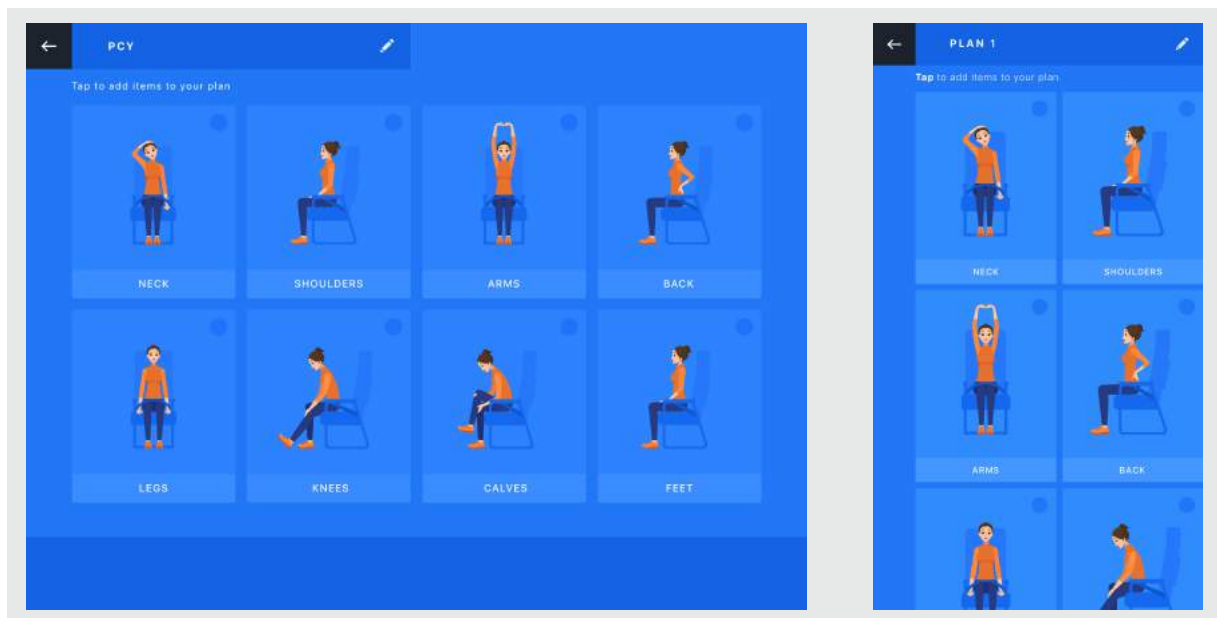 PCY
Tap to add items to your plan
NECK SHOULDERS ARMS BACK
LEGS KNEES CALVES FEET
PLAN 1
Tap to add items to your plan
NECK SHOULDERS
ARMS BACK